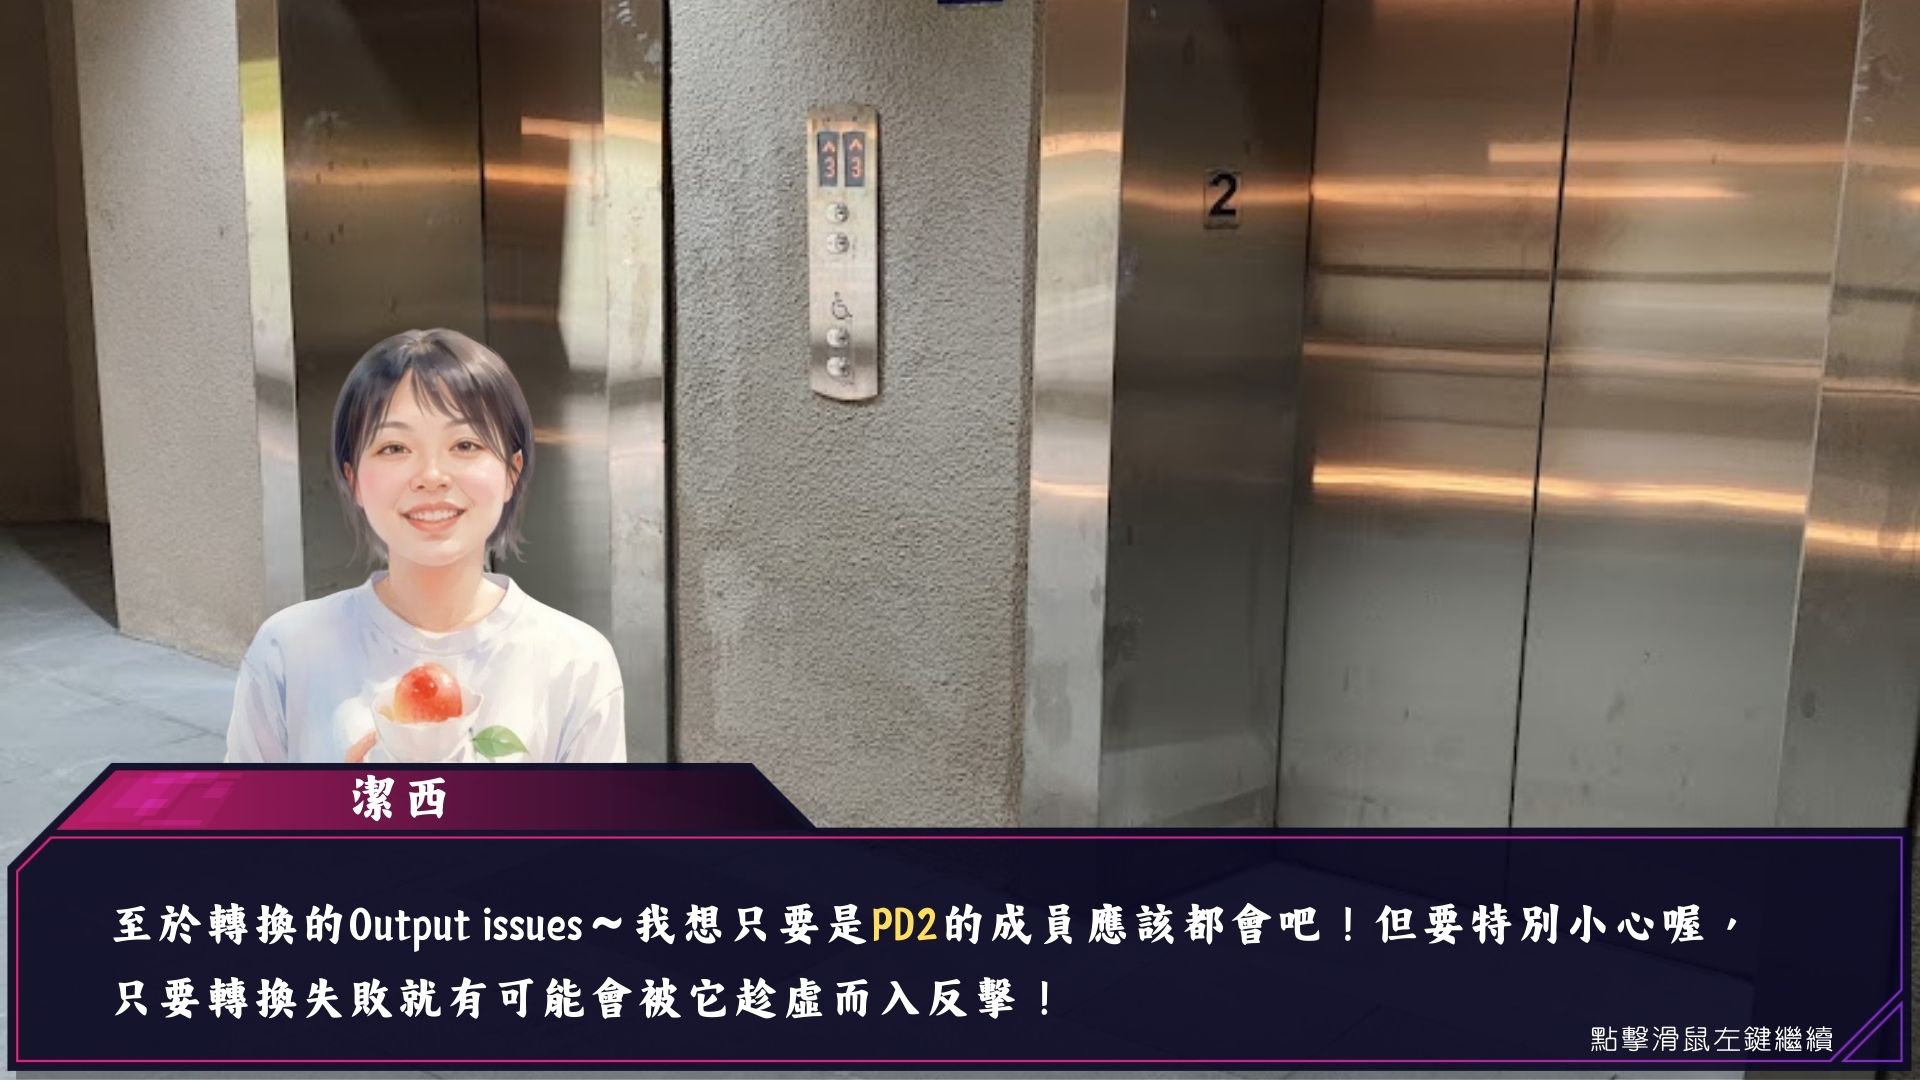 3 3
2
潔西
至於轉換的Output issues～我想只要是PD2的成員應該都會吧！但要特別小心喔，
只要轉換失敗就有可能會被它趁虛而入反擊！
點擊滑鼠左鍵繼續